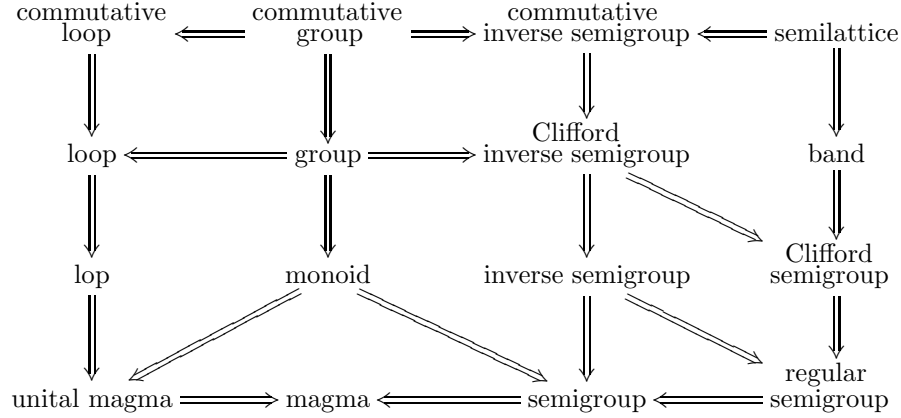 commutative commutative commutative
loop group inverse semigroup semilattice
Clifford
loop group inverse semigroup band
Clifford
lop monoid inverse semigroup semigroup
regular
unital magma magma semigroup semigroup